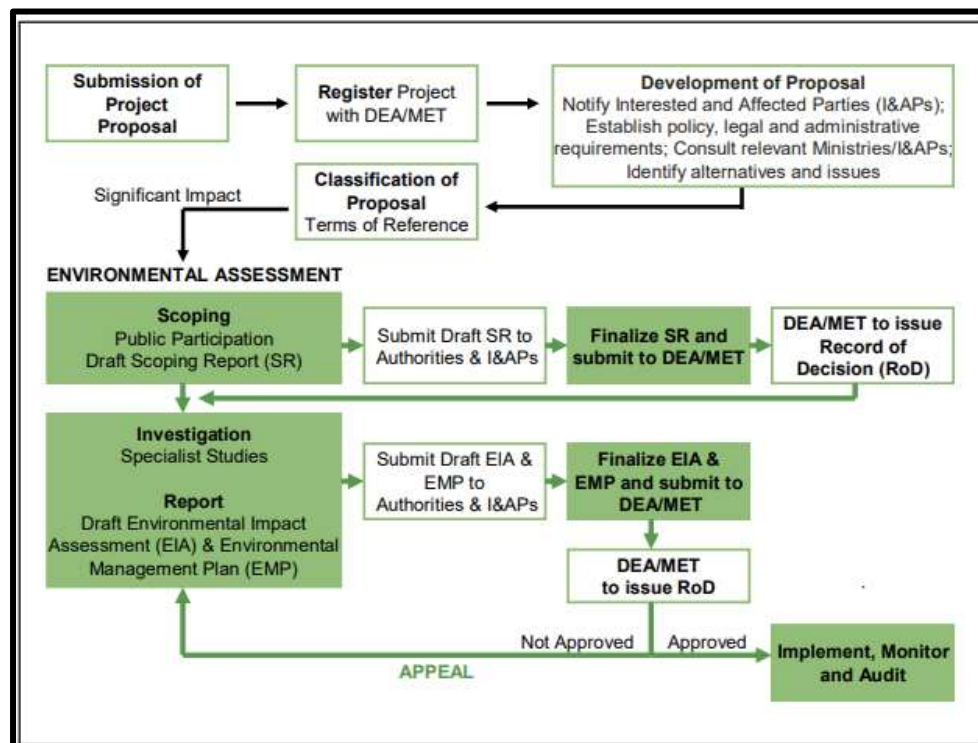 Submission of
Project
Proposal
Register Project
with DEA/MET
Development of Proposal
Notify Interested and Affected Parties (I&APs);
Establish policy, legal and administrative
requirements; Consult relevant Ministries/I&APs;
Identify alternatives and issues
Significant Impact
Classification of
Proposal
Terms of Reference
ENVIRONMENTAL ASSESSMENT
Scoping
Public Participation
Draft Scoping Report (SR)
Submit Draft SR to
Authorities & I&APs
Finalize SR and
submit to DEA/MET
DEA/MET to issue
Record of
Decision (RoD)
Investigation
Specialist Studies
Report
Draft Environmental Impact
Assessment (EIA) & Environmental
Management Plan (EMP)
Submit Draft EIA &
EMP to
Authorities & I&APs
Finalize EIA &
EMP and submit to
DEA/MET
DEA/MET
to issue RoD
Not Approved
Approved
APPEAL
Implement, Monitor
and Audit